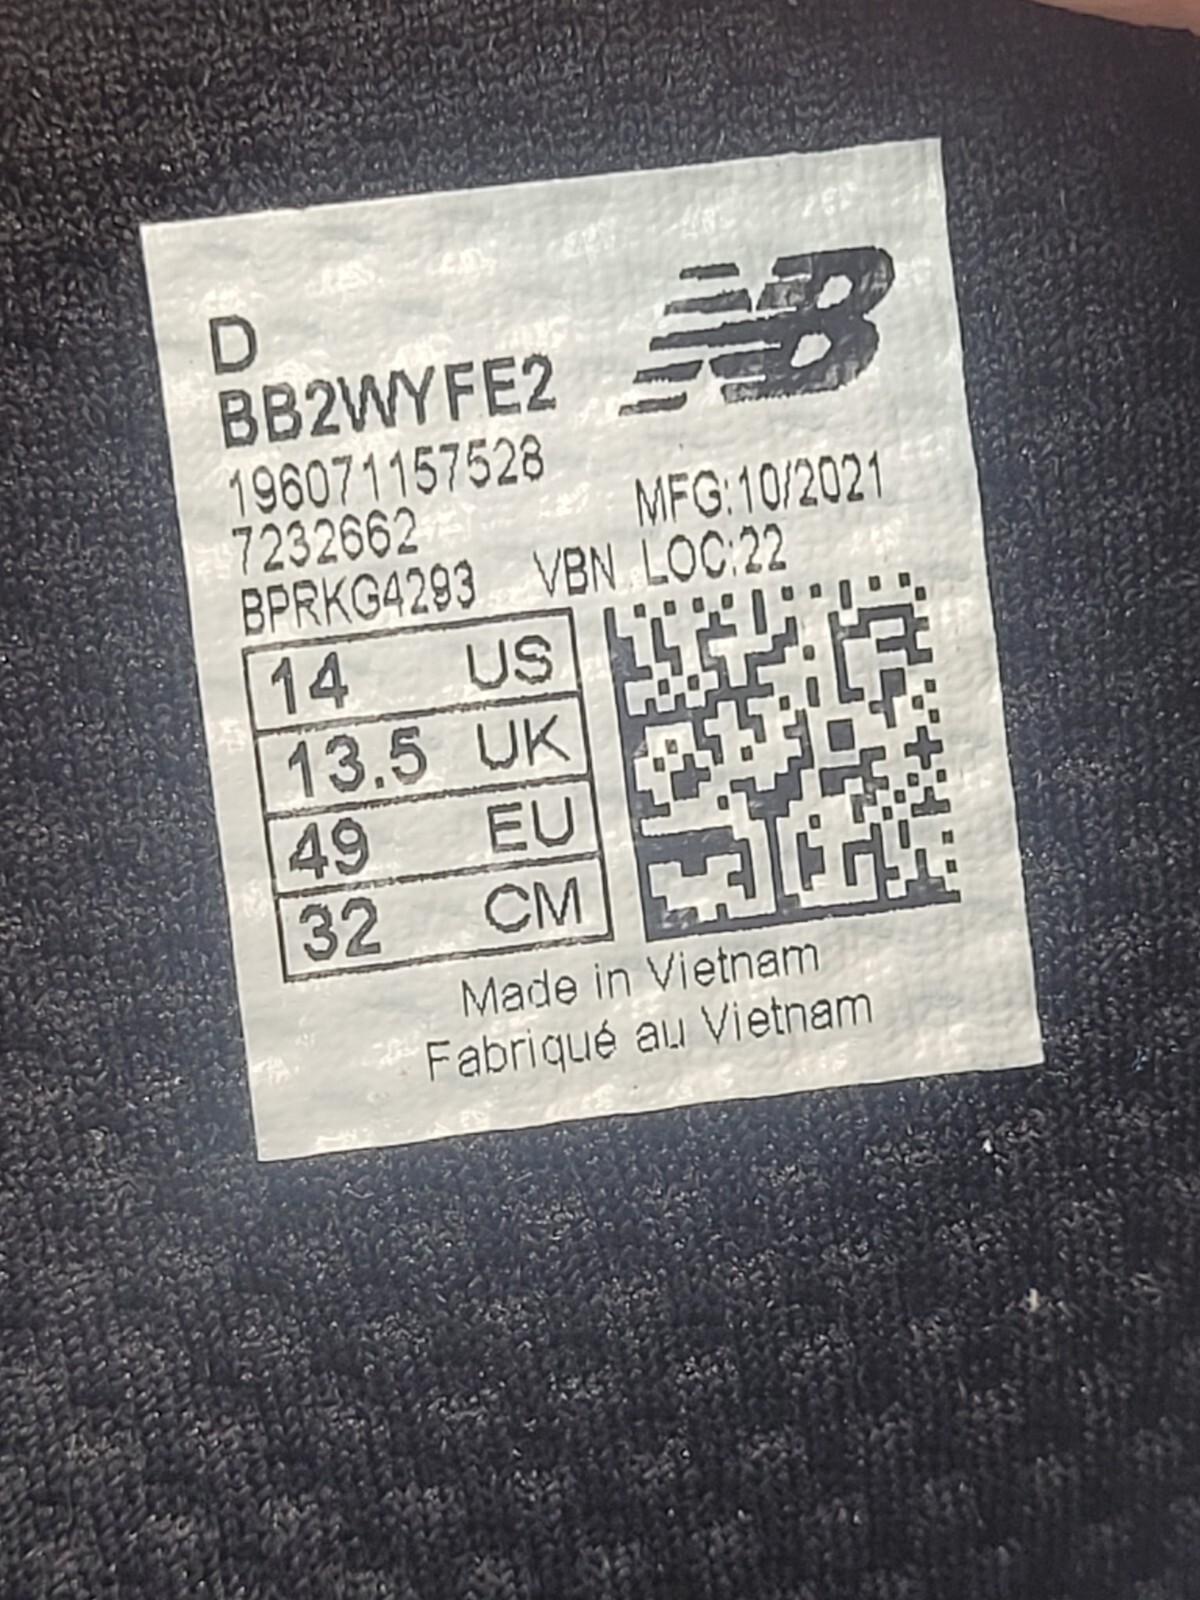 NB
D
BB2WYFE2
196071157528
7232662
MFG:10/2021
BPRKG4293 VBN LOC:22
14 US
13.5 UK
49 EU
32 CM
Made in Vietnam
Fabriqué au Vietnam